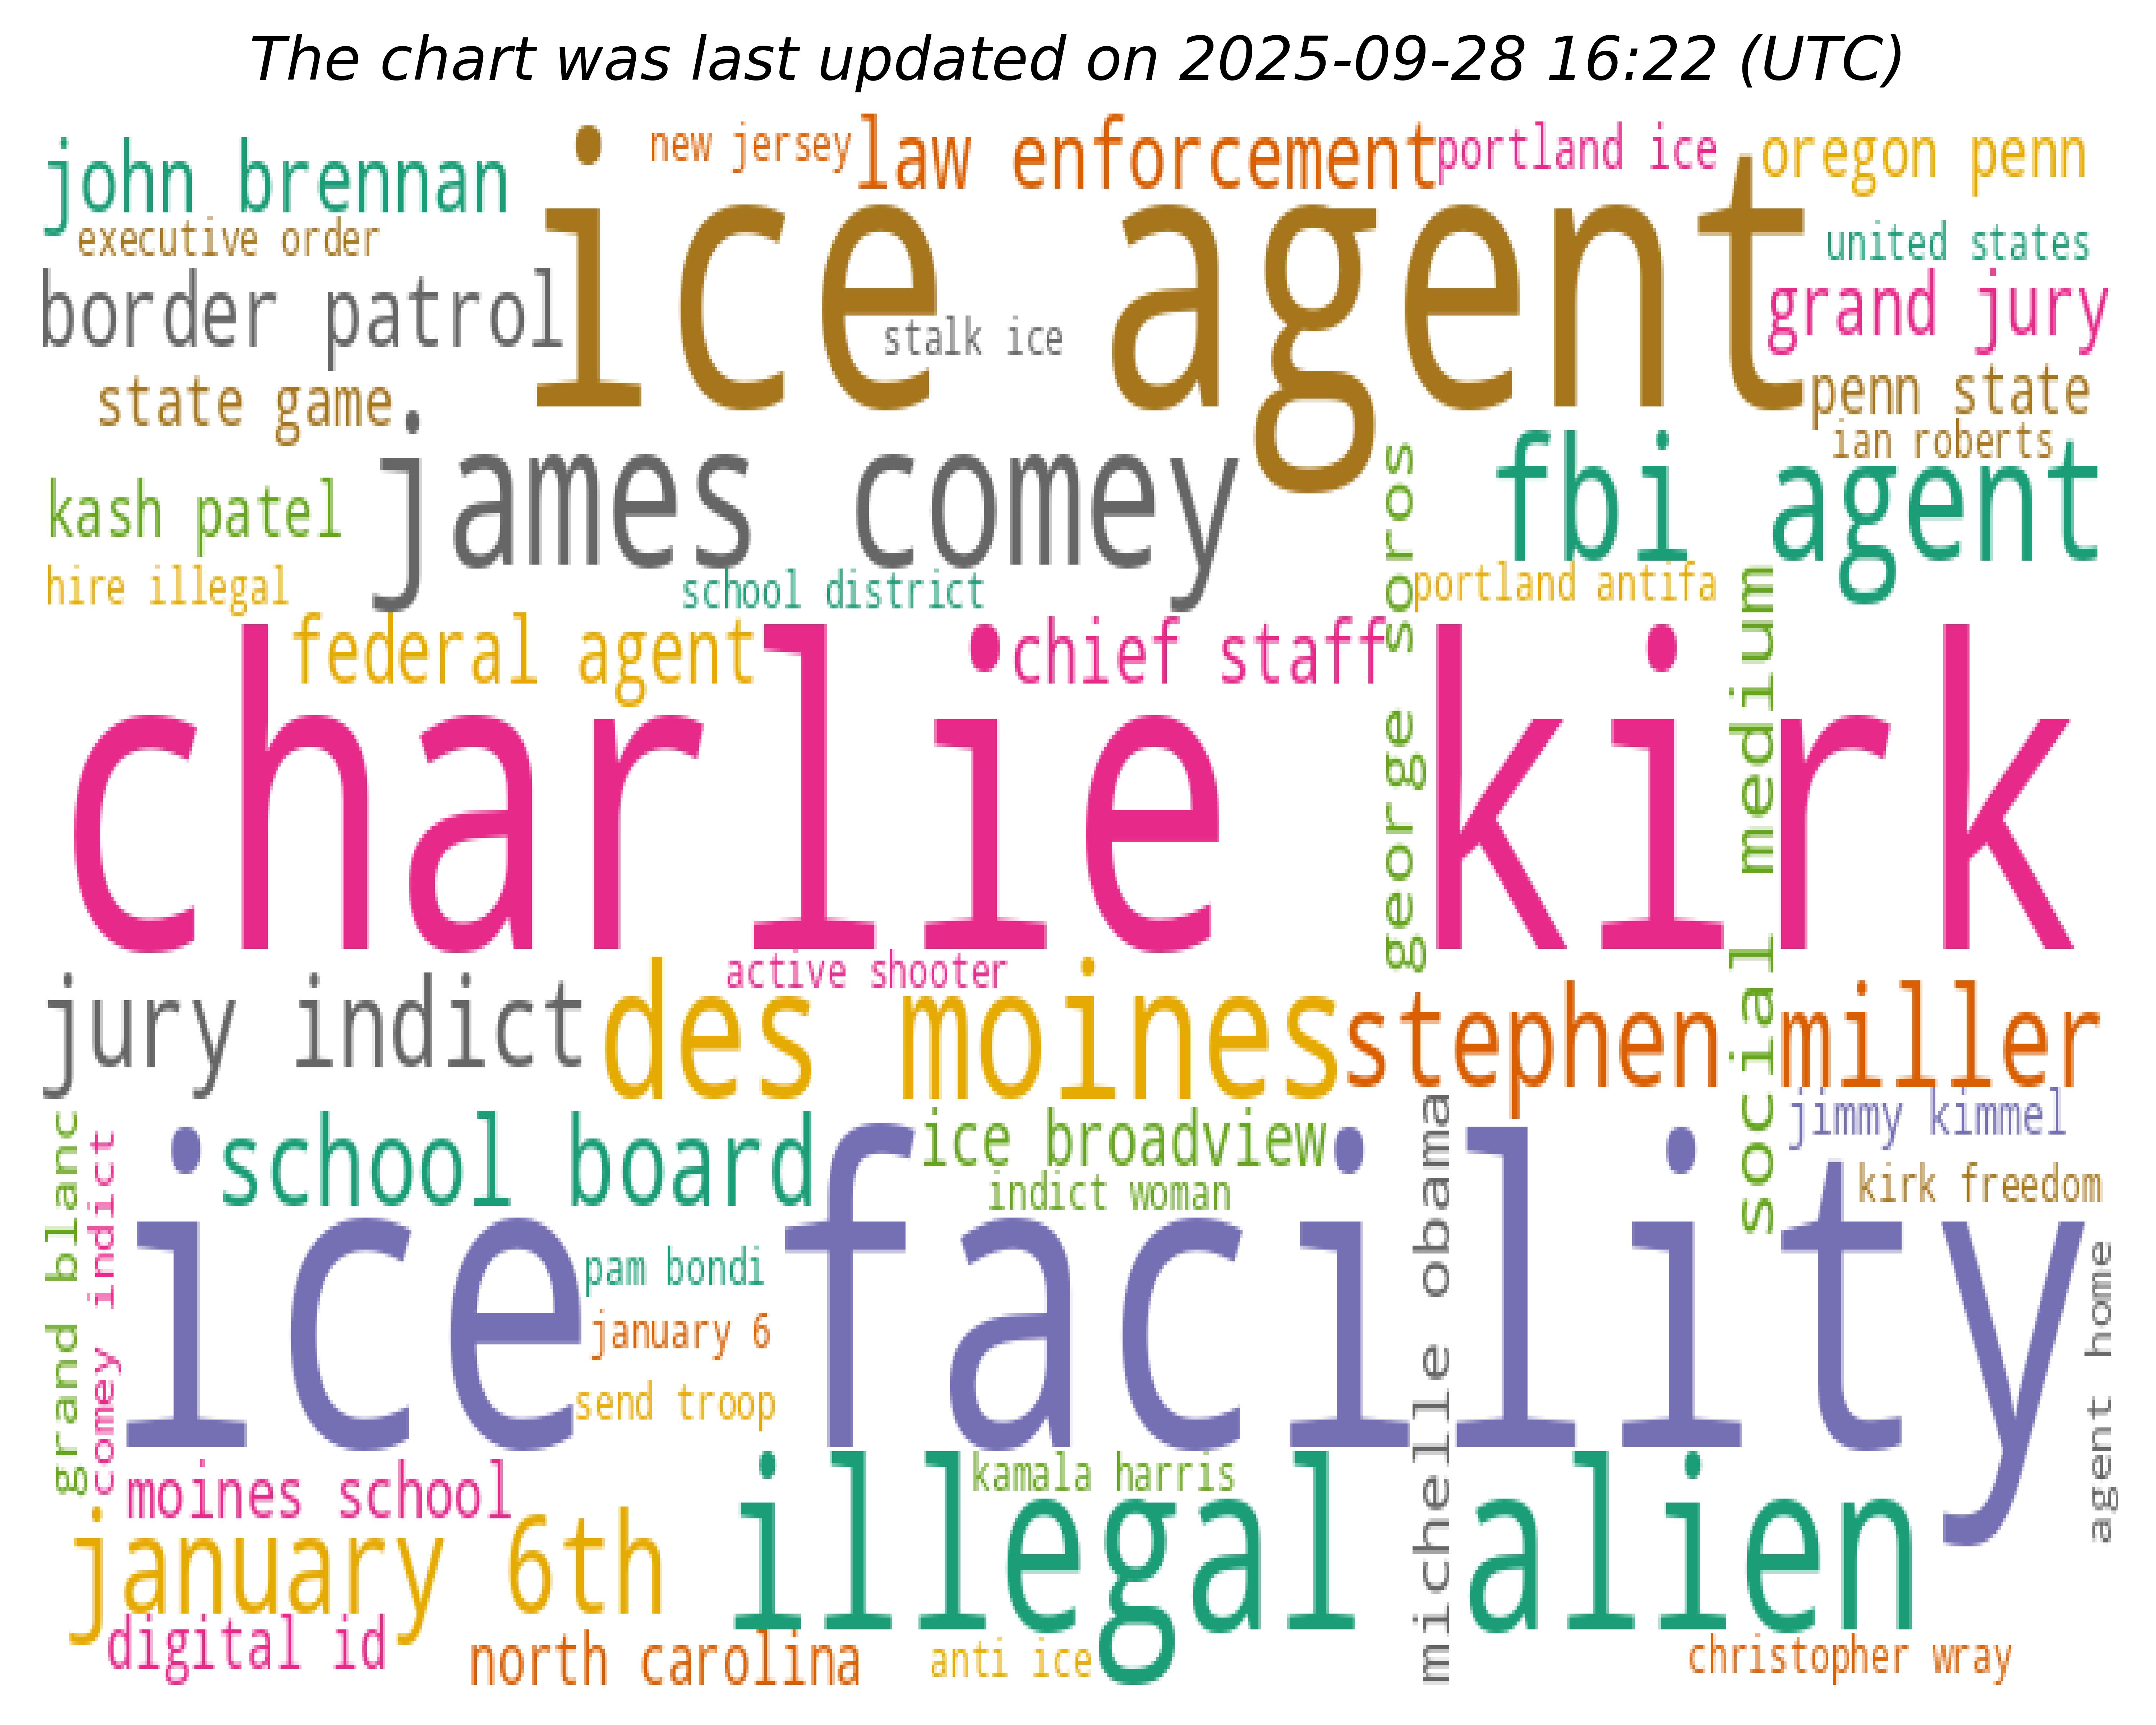 The chart was last updated on 2025-09-28 16:22 (UTC)
john brennan
new jersey
law enforcement
portland ice
oregon penn
executive order
ice agent
united states
border patrol
stalk ice
grand jury
state game
penn state
ian roberts
james comey
fbi agent
kash patel
george soros
hire illegal
school district
portland antifa
federal agent
chief staff
social medium
charlie kirk
active shooter
jury indict
des moines
stephen miller
jimmy kimmel
grand blanc
comey indict
school board
ice broadview
indict woman
michelle obama
kirk freedom
ice facility
pam bondi
january 6
send troop
agent home
moines school
kamala harris
january 6th
illegal alien
digital id
north carolina
anti ice
christopher wray